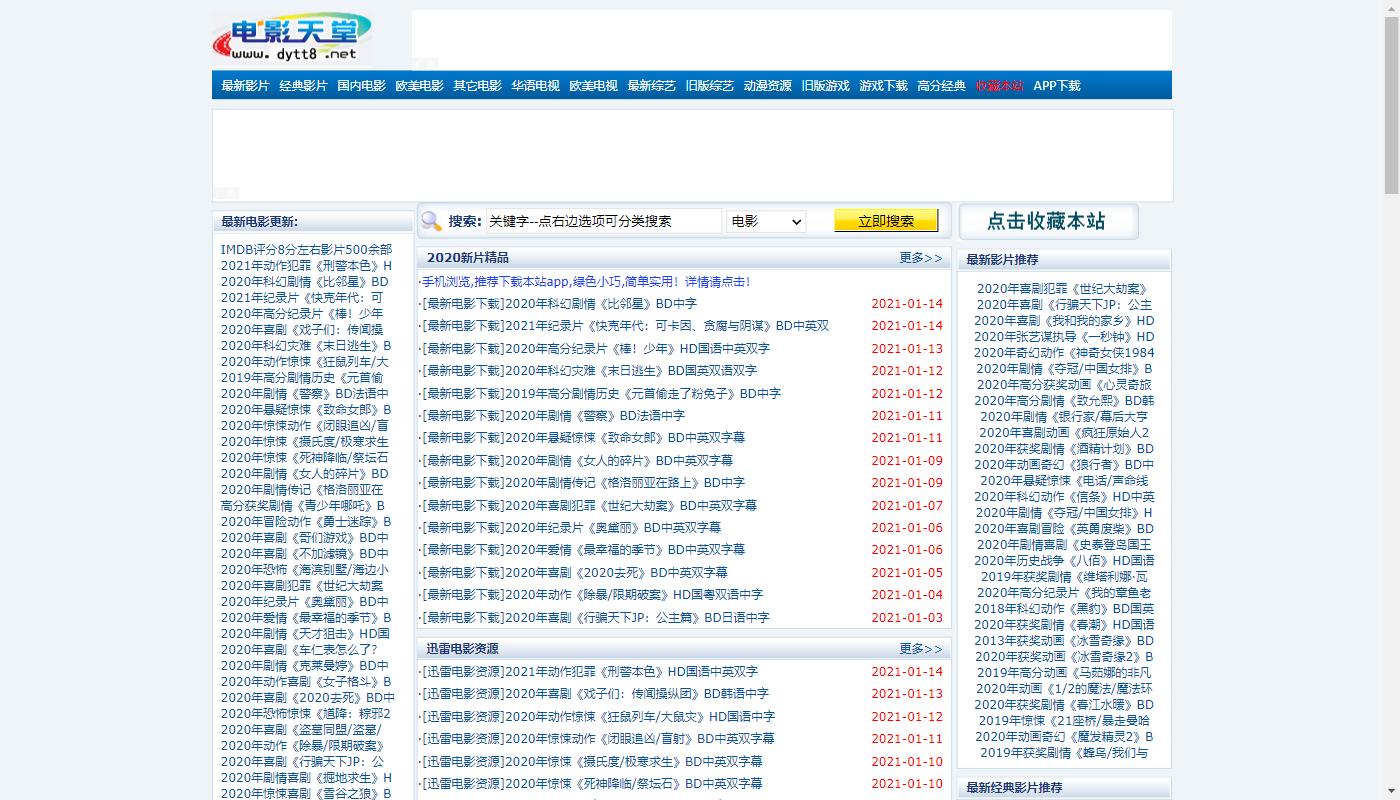 电影天堂
www. dytt8 .net
最新影片 经典影片 国内电影 欧美电影 其它电影 华语电视 欧美电视 最新综艺 旧版综艺 动漫资源 旧版游戏 游戏下载 高分经典 收藏本站 APP下载
最新电影更新:
IMDB评分8分左右影片500余部
2021年动作犯罪《刑警本色》H
2020年科幻剧情《比邻星》BD
2021年纪录片《快克年代：可
2020年高分纪录片《棒！少年
2020年喜剧《戏子们：传闻操
2020年科幻灾难《末日逃生》B
2020年动作惊悚《狂鼠列车/大
2019年高分剧情历史《元首偷
2020年剧情《警察》BD法语中
2020年悬疑惊悚《致命女郎》B
2020年惊悚动作《闭眼追凶/盲
2020年惊悚《摄氏度/极寒求生
2020年惊悚《死神降临/祭坛石
2020年剧情《女人的碎片》BD
2020年剧情传记《格洛丽亚在
高分获奖剧情《青少年哪吒》B
2020年冒险动作《勇士迷踪》B
2020年喜剧《哥们游戏》BD中
2020年喜剧《不加滤镜》BD中
2020年恐怖《海滨别墅/海边小
2020年喜剧犯罪《世纪大劫案
2020年纪录片《奥黛丽》BD中
2020年爱情《最幸福的季节》B
2020年剧情《天才狙击》HD国
2020年喜剧《车仁表怎么了?
2020年剧情《克莱曼婷》BD中
2020年动作喜剧《女子格斗》B
2020年喜剧《2020去死》BD中
2020年恐怖惊悚《尪降：粽邪2
2020年喜剧《盗墓同盟/盗墓/
2020年动作《除暴/限期破案》
2020年喜剧《行骗天下JP：公
2020年剧情喜剧《掘地求生》H
2020年惊悚喜剧《雪谷之狼》B
搜索: 关键字--点右边选项可分类搜索 电影 立即搜索
2020新片精品 更多>>
·手机浏览,推荐下载本站app,绿色小巧,简单实用！详情请点击!
·[最新电影下载]2020年科幻剧情《比邻星》BD中字 2021-01-14
·[最新电影下载]2021年纪录片《快克年代：可卡因、贪腐与阴谋》BD中英双 2021-01-14
·[最新电影下载]2020年高分纪录片《棒！少年》HD国语中英双字 2021-01-13
·[最新电影下载]2020年科幻灾难《末日逃生》BD国英双语双字 2021-01-12
·[最新电影下载]2019年高分剧情历史《元首偷走了粉兔子》BD中字 2021-01-12
·[最新电影下载]2020年剧情《警察》BD法语中字 2021-01-11
·[最新电影下载]2020年悬疑惊悚《致命女郎》BD中英双字幕 2021-01-11
·[最新电影下载]2020年剧情《女人的碎片》BD中英双字幕 2021-01-09
·[最新电影下载]2020年剧情传记《格洛丽亚在路上》BD中字 2021-01-09
·[最新电影下载]2020年喜剧犯罪《世纪大劫案》BD中英双字幕 2021-01-07
·[最新电影下载]2020年纪录片《奥黛丽》BD中英双字幕 2021-01-06
·[最新电影下载]2020年爱情《最幸福的季节》BD中英双字幕 2021-01-06
·[最新电影下载]2020年喜剧《2020去死》BD中英双字幕 2021-01-05
·[最新电影下载]2020年动作《除暴/限期破案》HD国粤双语中字 2021-01-04
·[最新电影下载]2020年喜剧《行骗天下JP：公主篇》BD日语中字 2021-01-03
迅雷电影资源 更多>>
·[迅雷电影资源]2021年动作犯罪《刑警本色》HD国语中英双字 2021-01-14
·[迅雷电影资源]2020年喜剧《戏子们：传闻操纵团》BD韩语中字 2021-01-13
·[迅雷电影资源]2020年动作惊悚《狂鼠列车/大鼠灾》HD国语中字 2021-01-12
·[迅雷电影资源]2020年惊悚动作《闭眼追凶/盲射》BD中英双字幕 2021-01-11
·[迅雷电影资源]2020年惊悚《摄氏度/极寒求生》BD中英双字幕 2021-01-10
·[迅雷电影资源]2020年惊悚《死神降临/祭坛石》BD中英双字幕 2021-01-10
点击收藏本站
最新影片推荐
2020年喜剧犯罪《世纪大劫案》
2020年喜剧《行骗天下JP：公主
2020年喜剧《我和我的家乡》HD
2020年张艺谋执导《一秒钟》HD
2020年奇幻动作《神奇女侠1984
2020年剧情《夺冠/中国女排》B
2020年高分获奖动画《心灵奇旅
2020年高分剧情《致允熙》BD韩
2020年剧情《银行家/幕后大亨
2020年喜剧动画《疯狂原始人2
2020年获奖剧情《酒精计划》BD
2020年动画奇幻《狼行者》BD中
2020年悬疑惊悚《电话/声命线
2020年科幻动作《信条》HD中英
2020年剧情《夺冠/中国女排》H
2020年喜剧冒险《英勇废柴》BD
2020年剧情喜剧《史泰登岛国王
2020年历史战争《八佰》HD国语
2019年获奖剧情《维塔利娜·瓦
2020年高分纪录片《我的章鱼老
2018年科幻动作《黑豹》BD国英
2020年获奖剧情《春潮》HD国语
2013年获奖动画《冰雪奇缘》BD
2020年获奖动画《冰雪奇缘2》B
2019年高分动画《马茹娜的非凡
2020年动画《1/2的魔法/魔法环
2020年获奖剧情《春江水暖》BD
2019年惊悚《21座桥/暴走曼哈
2020年动画奇幻《魔发精灵2》B
2019年获奖剧情《蜂鸟/我们与
最新经典影片推荐